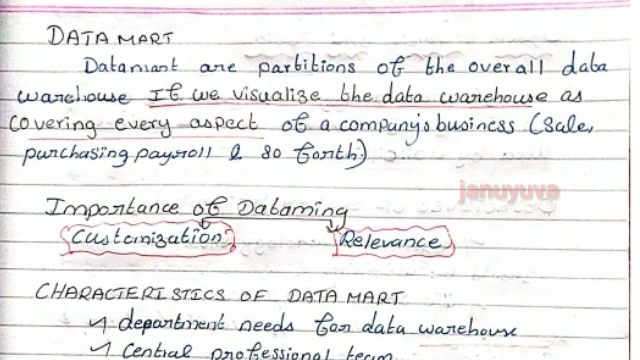 DATA MART
Datamart are partitions of the overall data
warehouse If we visualize the data warehouse as
covering every aspect of a company's business (sale,
purchasing payroll & so forth)
januyuva
Importance of Dataming
Customization
Relevance
CHARACTERISTICS OF DATA MART
department needs for data warehouse
Central professional team